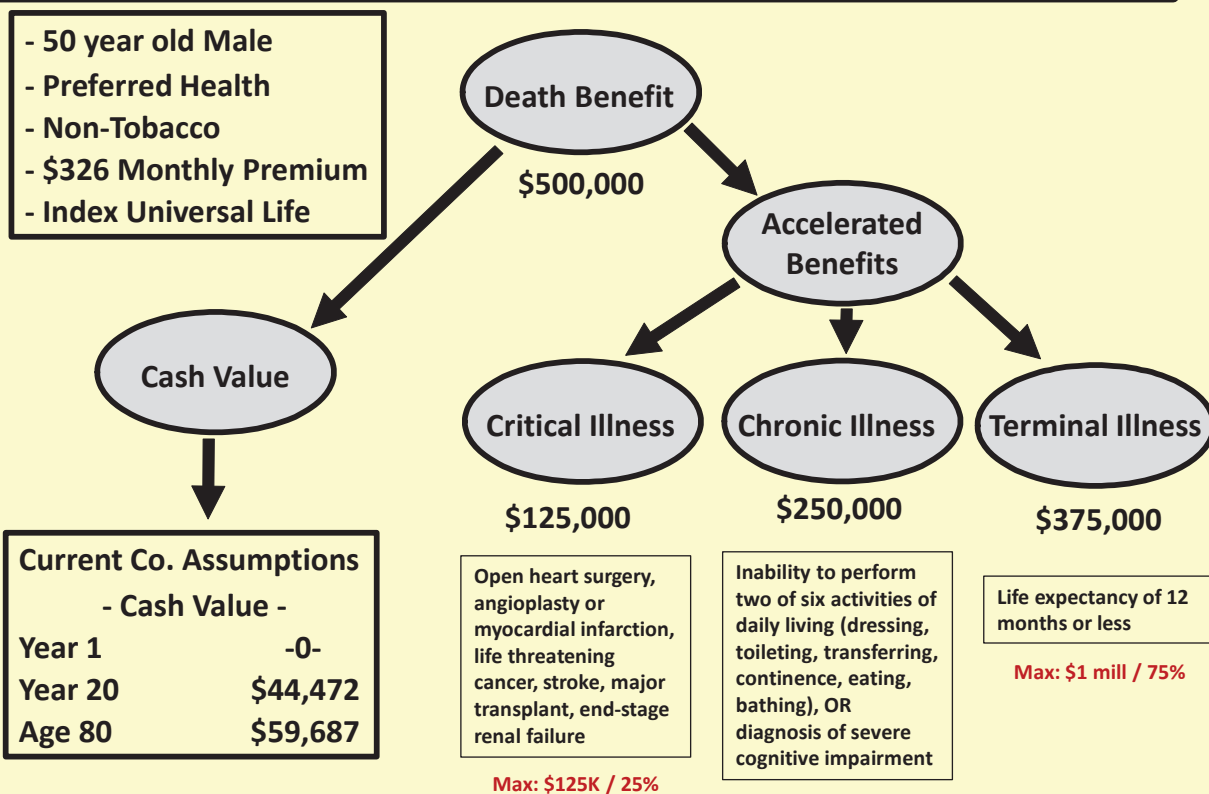 - 50 year old Male
- Preferred Health
- Non-Tobacco
- $326 Monthly Premium
- Index Universal Life
Death Benefit
$500,000
Accelerated
Benefits
Cash Value
Current Co. Assumptions
- Cash Value -
Year 1 -0-
Year 20 $44,472
Age 80 $59,687
Critical Illness
$125,000
Open heart surgery,
angioplasty or
myocardial infarction,
life threatening
cancer, stroke, major
transplant, end-stage
renal failure
Max: $125K / 25%
Chronic Illness
$250,000
Inability to perform
two of six activities of
daily living (dressing,
toileting, transferring,
continence, eating,
bathing), OR
diagnosis of severe
cognitive impairment
Terminal Illness
$375,000
Life expectancy of 12
months or less
Max: $1 mill / 75%